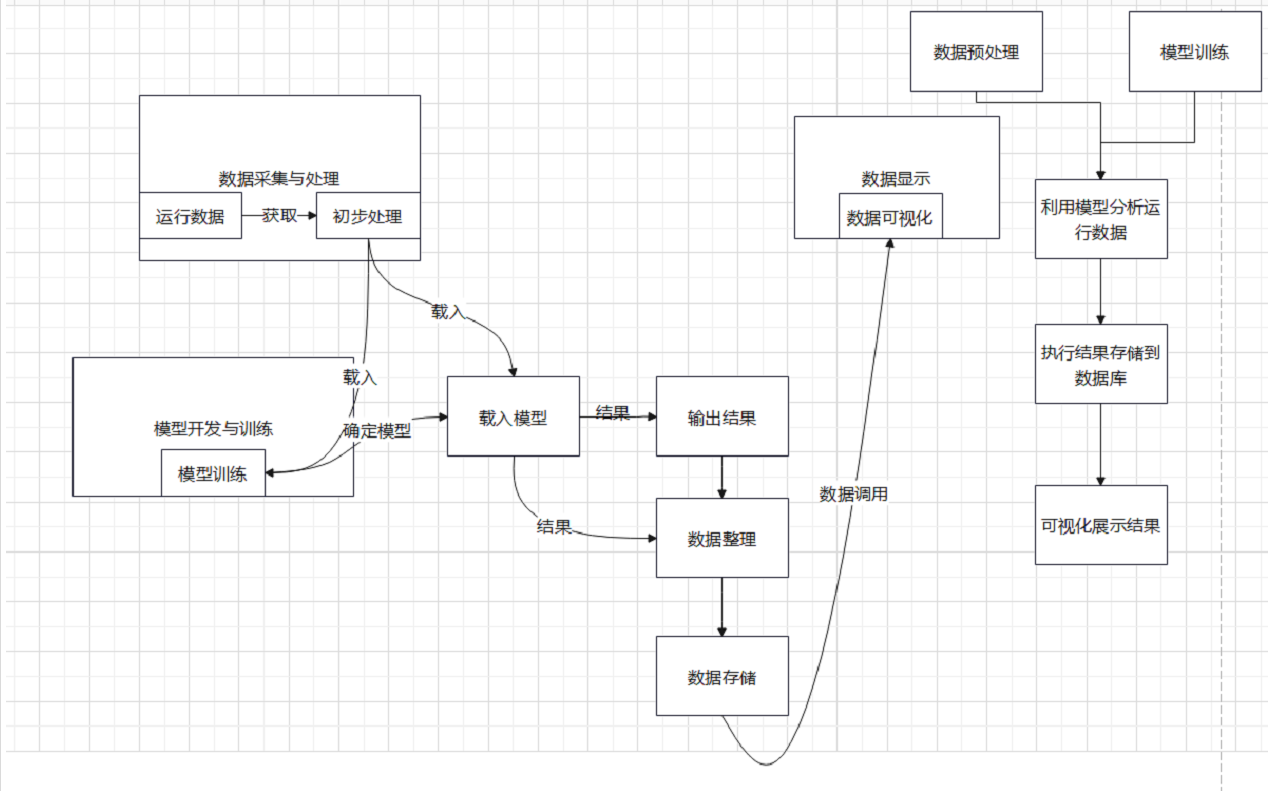 数据预处理
模型训练
数据采集与处理
运行数据
获取
初步处理
数据显示
数据可视化
利用模型分析运
行数据
载入
载入
执行结果存储到
数据库
模型开发与训练
确定模型
模型训练
载入模型
结果
输出结果
数据调用
结果
数据整理
可视化展示结果
数据存储